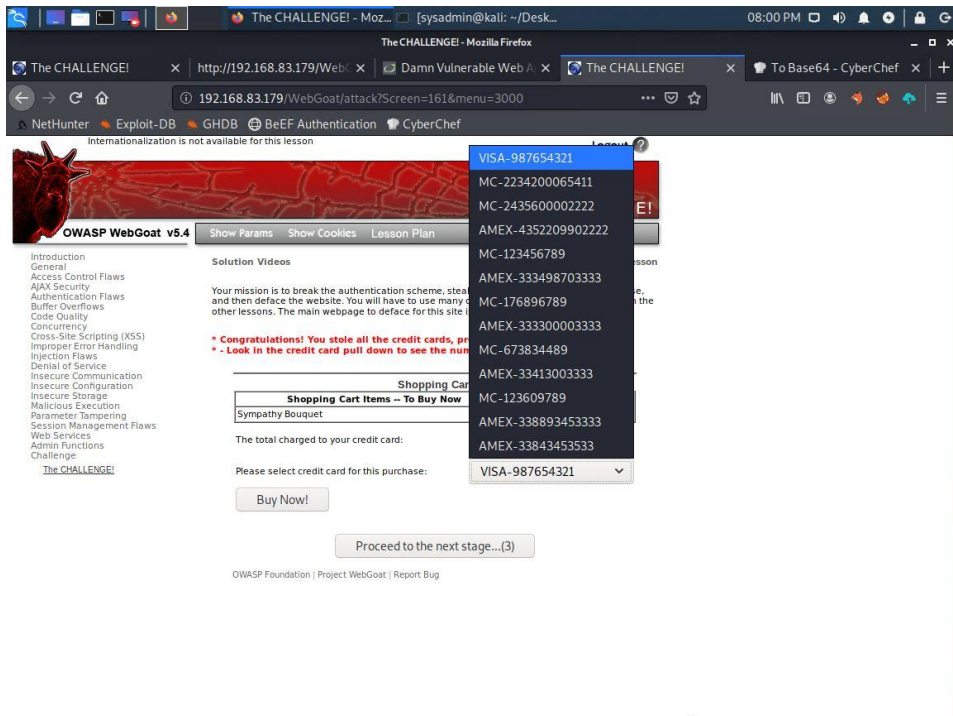 The CHALLENGE! - Moz...
[sysadmin@kali: ~/Desk...
08:00 PM
The CHALLENGE! - Mozilla Firefox
The CHALLENGE!
http://192.168.83.179/Web
Damn Vulnerable Web A
The CHALLENGE!
To Base64 - CyberChef
192.168.83.179/WebGoat/attack?Screen=161&menu=3000
NetHunter
Exploit-DB
GHDB
BeEF Authentication
CyberChef
Internationalization is not available for this lesson
Logout ?
E!
OWASP WebGoat v5.4
Show Params
Show Cookies
Lesson Plan
Introduction
General
Access Control Flaws
AJAX Security
Authentication Flaws
Buffer Overflows
Code Quality
Concurrency
Cross-Site Scripting (XSS)
Improper Error Handling
Injection Flaws
Denial of Service
Insecure Communication
Insecure Configuration
Insecure Storage
Malicious Execution
Parameter Tampering
Session Management Flaws
Web Services
Admin Functions
Challenge
The CHALLENGE!
Solution Videos
esson
Your mission is to break the authentication scheme, steal
se,
and then deface the website. You will have to use many
n the
other lessons. The main webpage to deface for this site i
* Congratulations! You stole all the credit cards, pr
* - Look in the credit card pull down to see the num
Shopping Car
Shopping Cart Items -- To Buy Now
Sympathy Bouquet
The total charged to your credit card:
Please select credit card for this purchase:
VISA-987654321
MC-2234200065411
MC-2435600002222
AMEX-4352209902222
MC-123456789
AMEX-333498703333
MC-176896789
AMEX-333300003333
MC-673834489
AMEX-33413003333
MC-123609789
AMEX-338893453333
AMEX-33843453533
VISA-987654321
Buy Now!
Proceed to the next stage...(3)
OWASP Foundation | Project WebGoat | Report Bug